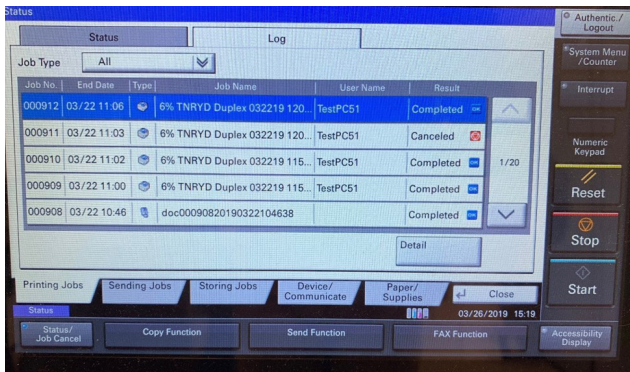 Status
Authentic./
Logout
Status
Log
Job Type
All
System Menu
/Counter
Job No.
End Date
Type
Job Name
User Name
Result
Interrupt
000912 03/22 11:06 6% TNRYD Duplex 032219 120... TestPC51 Completed OK
000911 03/22 11:03 6% TNRYD Duplex 032219 120... TestPC51 Canceled
000910 03/22 11:02 6% TNRYD Duplex 032219 115... TestPC51 Completed OK
1/20
Numeric
Keypad
000909 03/22 11:00 6% TNRYD Duplex 032219 115... TestPC51 Completed OK
Reset
000908 03/22 10:46 doc00090820190322104638 Completed OK
Detail
Stop
Printing Jobs
Sending Jobs
Storing Jobs
Device/
Communicate
Paper/
Supplies
Close
Start
Status
03/26/2019 15:19
Status/
Job Cancel
Copy Function
Send Function
FAX Function
Accessibility
Display